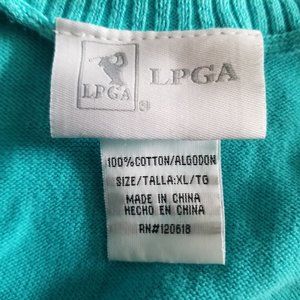 LPGA
LPGA
®
100% COTTON/ALGODON
SIZE/TALLA:XL/TG
MADE IN CHINA
HECHO EN CHINA
RN#120618